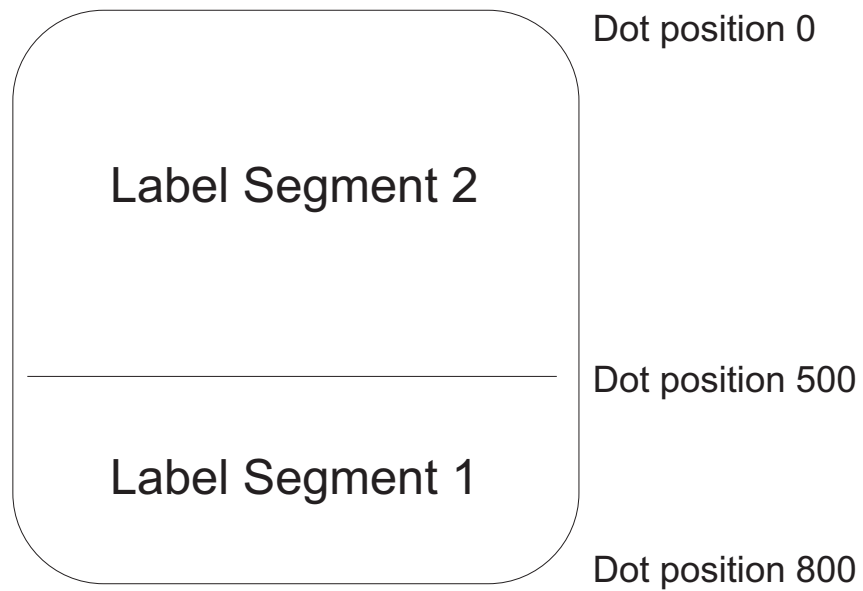 Dot position 0
Label Segment 2
Dot position 500
Label Segment 1
Dot position 800